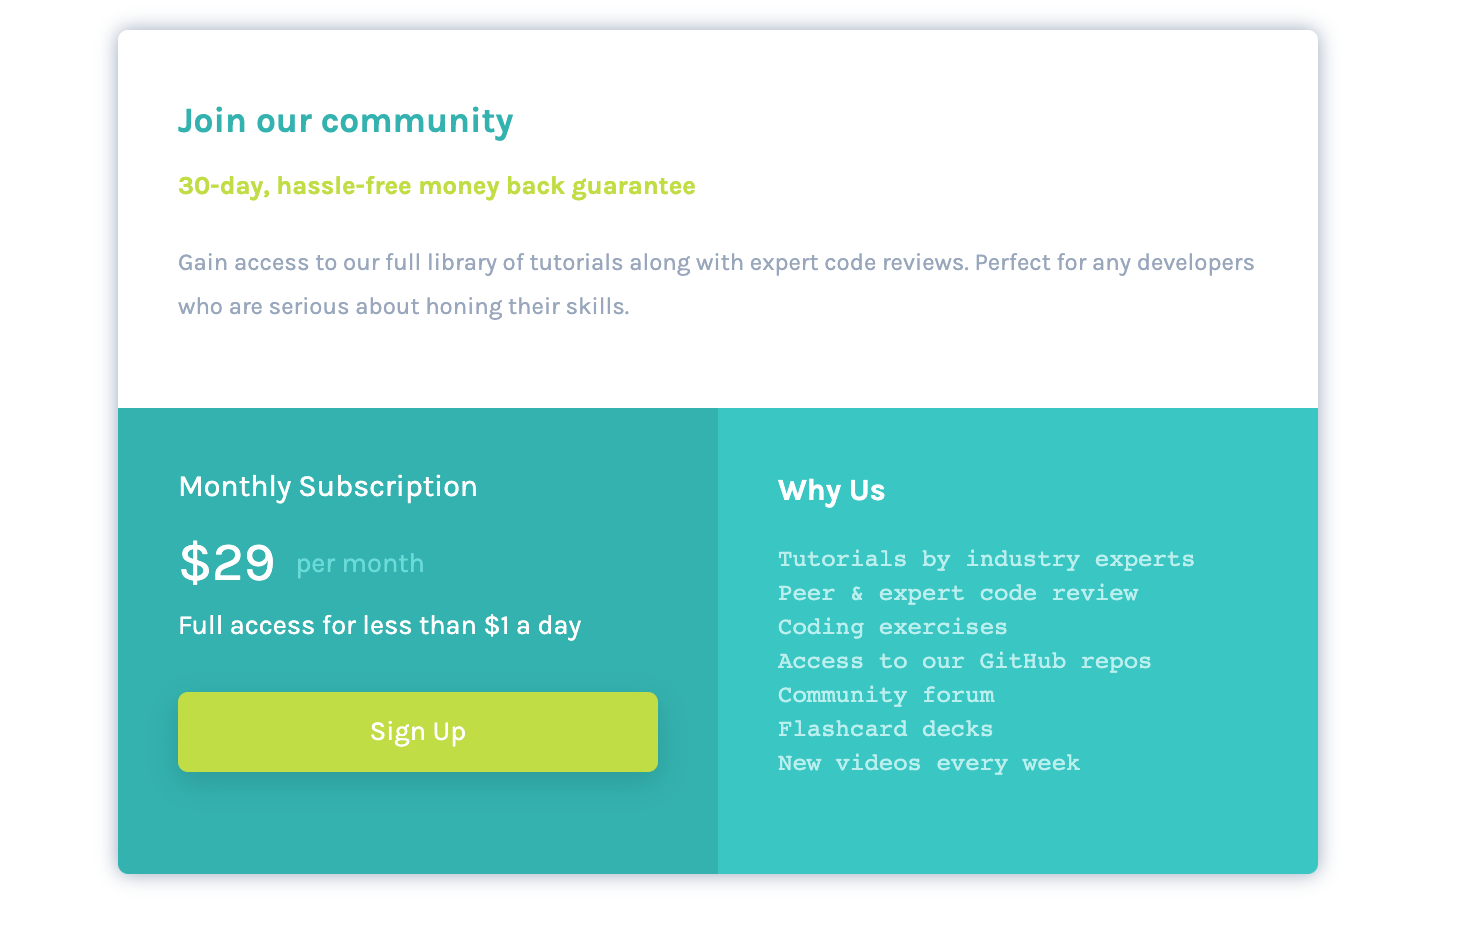 Join our community
30-day, hassle-free money back guarantee
Gain access to our full library of tutorials along with expert code reviews. Perfect for any developers
who are serious about honing their skills.
Monthly Subscription
$29 per month
Full access for less than $1 a day
Sign Up
Why Us
Tutorials by industry experts
Peer & expert code review
Coding exercises
Access to our GitHub repos
Community forum
Flashcard decks
New videos every week